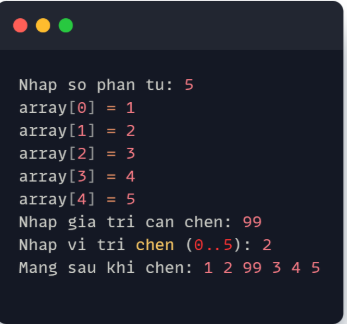 Nhap so phan tu: 5
array[0] = 1
array[1] = 2
array[2] = 3
array[3] = 4
array[4] = 5
Nhap gia tri can chen: 99
Nhap vi tri chen (0..5): 2
Mang sau khi chen: 1 2 99 3 4 5